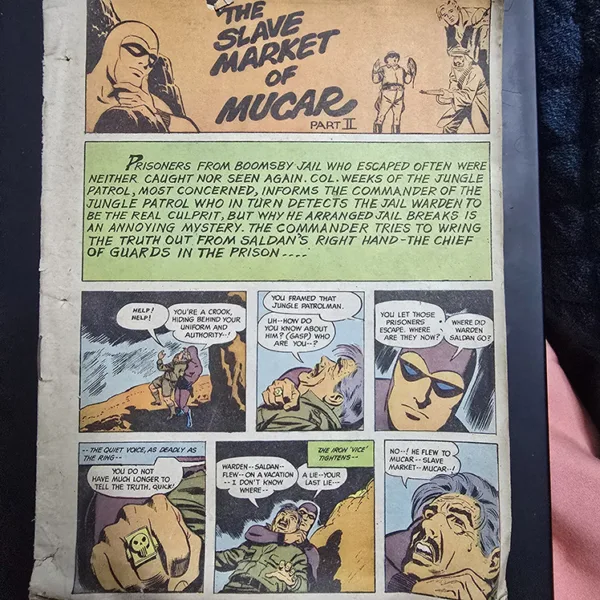 THE
SLAVE
MARKET
OF
MUCAR
PART II
PRISONERS FROM BOOMSBY JAIL WHO ESCAPED OFTEN WERE
NEITHER CAUGHT NOR SEEN AGAIN. COL. WEEKS OF THE JUNGLE
PATROL, MOST CONCERNED, INFORMS THE COMMANDER OF THE
JUNGLE PATROL WHO IN TURN DETECTS THE JAIL WARDEN TO
BE THE REAL CULPRIT, BUT WHY HE ARRANGED JAIL BREAKS IS
AN ANNOYING MYSTERY. THE COMMANDER TRIES TO WRING
THE TRUTH OUT FROM SALDAN'S RIGHT HAND-THE CHIEF
OF GUARDS IN THE PRISON----
HELP!
HELP!
YOU'RE A CROOK,
HIDING BEHIND YOUR
UNIFORM AND
AUTHORITY--!
YOU FRAMED THAT
JUNGLE PATROLMAN.
UH--HOW DO
YOU KNOW ABOUT
HIM? (GASP) WHO
ARE YOU--?
YOU LET THOSE
PRISONERS
ESCAPE. WHERE
ARE THEY NOW?
WHERE DID
WARDEN
SALDAN GO?
--THE QUIET VOICE, AS DEADLY AS
THE RING--
YOU DO NOT
HAVE MUCH LONGER TO
TELL THE TRUTH. QUICK!
THE IRON 'VICE'
TIGHTENS--
WARDEN--SALDAN--
FLEW--ON A VACATION
--I DON'T KNOW
WHERE--
A LIE--YOUR
LAST LIE---
NO--! HE FLEW TO
MUCAR--SLAVE
MARKET--MUCAR--!